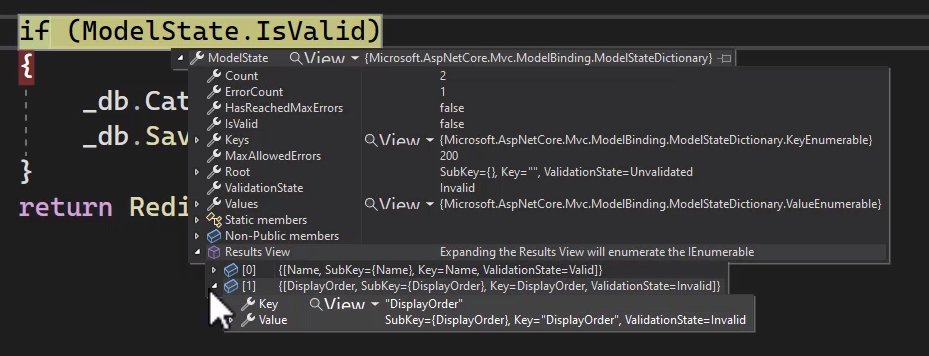 if (ModelState.IsValid)
ModelState View {Microsoft.AspNetCore.Mvc.ModelBinding.ModelStateDictionary}
{
Count 2
ErrorCount 1
_db.Cat
HasReachedMaxErrors false
IsValid false
_db.Sav
Keys View {Microsoft.AspNetCore.Mvc.ModelBinding.ModelStateDictionary.KeyEnumerable}
MaxAllowedErrors 200
}
Root SubKey={}, Key="", ValidationState=Unvalidated
ValidationState Invalid
return Redi
Values View {Microsoft.AspNetCore.Mvc.ModelBinding.ModelStateDictionary.ValueEnumerable}
Static members
Non-Public members
Results View Expanding the Results View will enumerate the IEnumerable
[0] {[Name, SubKey={Name}, Key=Name, ValidationState=Valid]}
[1] {[DisplayOrder, SubKey={DisplayOrder}, Key=DisplayOrder, ValidationState=Invalid]}
Key View "DisplayOrder"
Value SubKey={DisplayOrder}, Key="DisplayOrder", ValidationState=Invalid